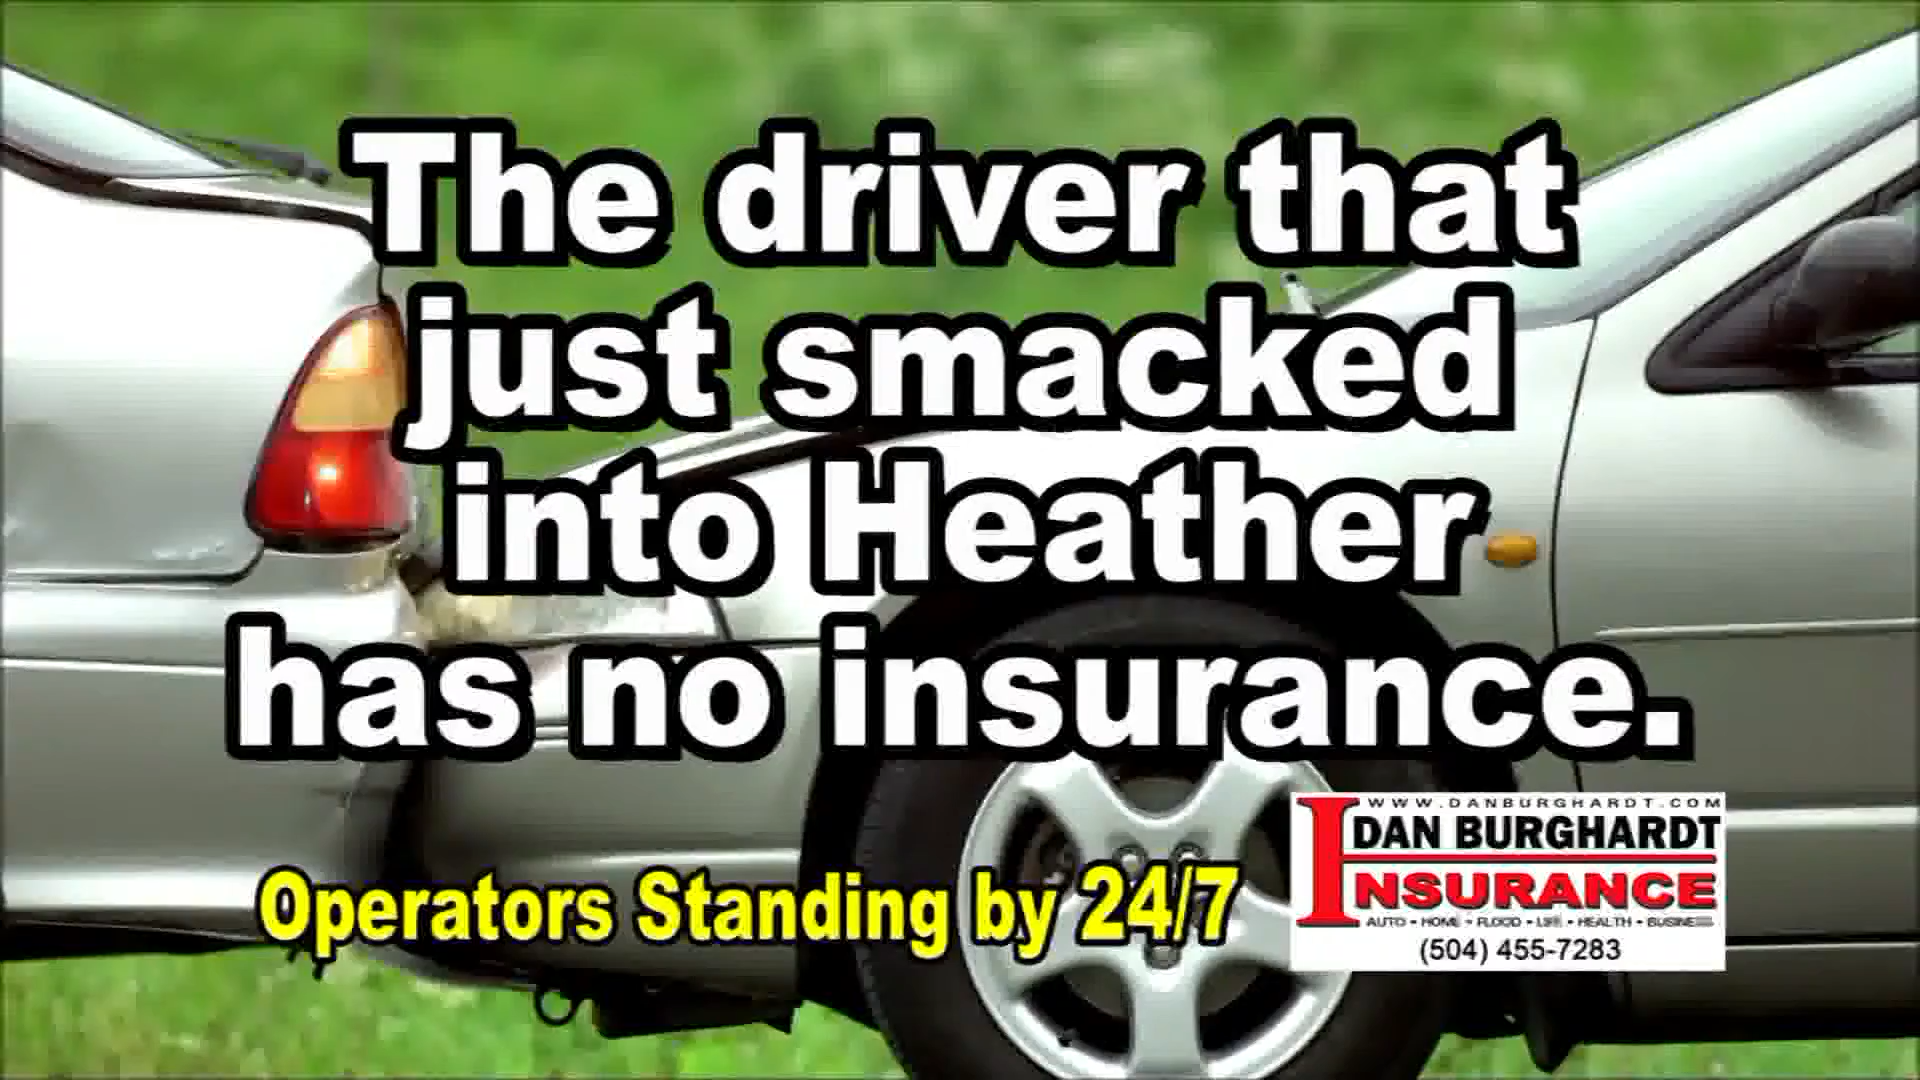 The driver that
just smacked
into Heather
has no insurance.
Operators Standing by 24/7
WWW.DANBURGHARDT.COM
DAN BURGHARDT
INSURANCE
AUTO • HOME • FLOOD • LIFE • HEALTH • BUSINESS
(504) 455-7283